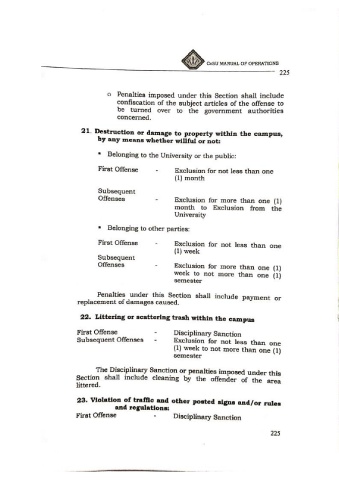 CNSU MANUAL OF OPERATIONS
225
o Penalties imposed under this Section shall include
confiscation of the subject articles of the offense to
be turned over to the government authorities
concerned.
21. Destruction or damage to property within the campus,
by any means whether willful or not:
• Belonging to the University or the public:
First Offense - Exclusion for not less than one
(1) month
Subsequent
Offenses - Exclusion for more than one (1)
month to Exclusion from the
University
• Belonging to other parties:
First Offense - Exclusion for not less than one
(1) week
Subsequent
Offenses - Exclusion for more than one (1)
week to not more than one (1)
semester
Penalties under this Section shall include payment or
replacement of damages caused.
22. Littering or scattering trash within the campus
First Offense - Disciplinary Sanction
Subsequent Offenses - Exclusion for not less than one
(1) week to not more than one (1)
semester
The Disciplinary Sanction or penalties imposed under this
Section shall include cleaning by the offender of the area
littered.
23. Violation of traffic and other posted signs and/or rules
and regulations:
First Offense - Disciplinary Sanction
225